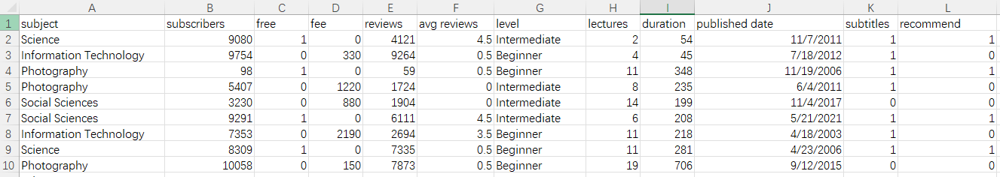 A B C D E F G H I J K L
1 subject subscribers free fee reviews avg reviews level lectures duration published date subtitles recommend
2 Science 9080 1 0 4121 4.5 Intermediate 2 54 11/7/2011 1 1
3 Information Technology 9754 0 330 9264 0.5 Beginner 4 45 7/18/2012 1 0
4 Photography 98 1 0 59 0.5 Beginner 11 348 11/19/2006 1 1
5 Photography 5407 0 1220 1724 0.5 Intermediate 8 235 6/4/2011 1 0
6 Social Sciences 3230 0 880 1904 0 Intermediate 14 199 11/4/2017 0 0
7 Social Sciences 9291 1 0 6111 4.5 Intermediate 6 208 5/21/2021 1 1
8 Information Technology 7353 0 2190 2694 3.5 Beginner 11 218 4/18/2003 1 0
9 Science 8309 1 0 7335 0.5 Beginner 11 281 4/23/2006 1 1
10 Photography 10058 0 150 7873 0.5 Beginner 19 706 9/12/2015 0 0